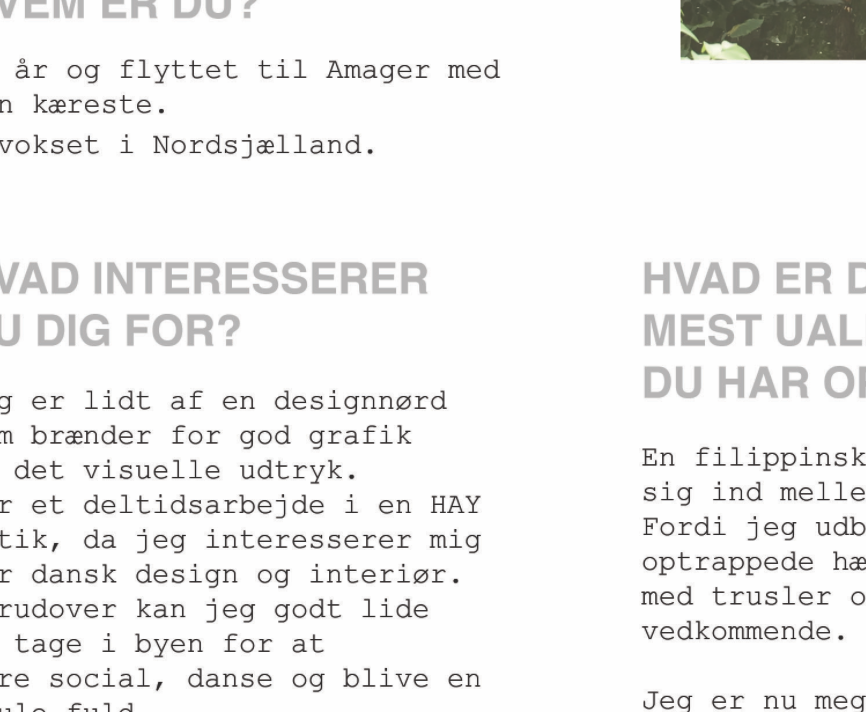 VEM ER DU?
år og flyttet til Amager med
n kæreste.
vokset i Nordsjælland.
VAD INTERESSERER
U DIG FOR?
g er lidt af en designnørd
m brænder for god grafik
det visuelle udtryk.
r et deltidsarbejde i en HAY
tik, da jeg interesserer mig
r dansk design og interiør.
rudover kan jeg godt lide
tage i byen for at
re social, danse og blive en
fuld
HVAD ER D
MEST UAL
DU HAR O
En filippinsk
sig ind melle
Fordi jeg udb
optrappede hæ
med trusler o
vedkommende.
Jeg er nu meg